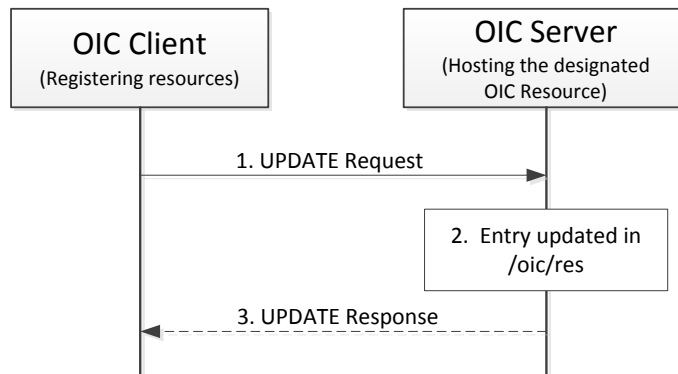 OIC Client
(Registering resources)
OIC Server
(Hosting the designated
OIC Resource)
1. UPDATE Request
2. Entry updated in
/oic/res
3. UPDATE Response